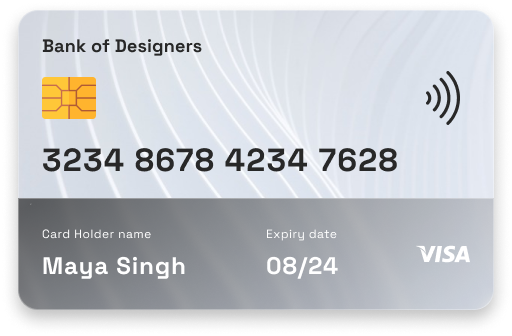 Bank of Designers
3234 8678 4234 7628
Card Holder name
Expiry date
Maya Singh
08/24
VISA